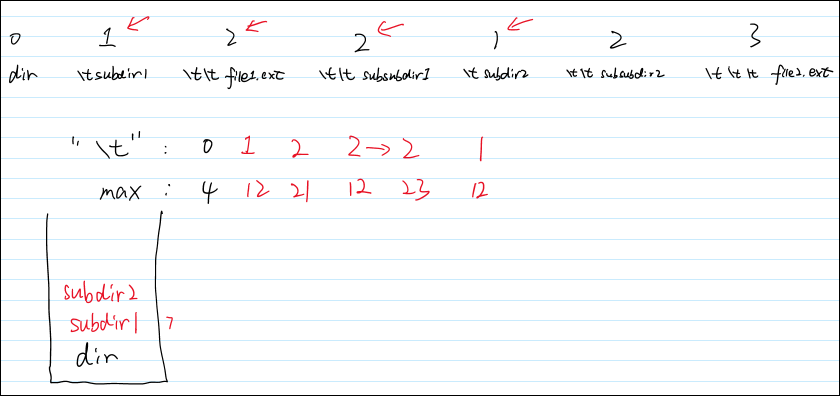 0 1 2 2 1 2 3
dir \tsubdir1 \t\t file1.ext \t\t subsubdir1 \t subdir2 \t\t subsubdir2 \t \t \t file2.ext
"\t" : 0 1 2 2 → 2 1
max : 4 12 21 12 23 12
subdir2
subdir1 7
dir